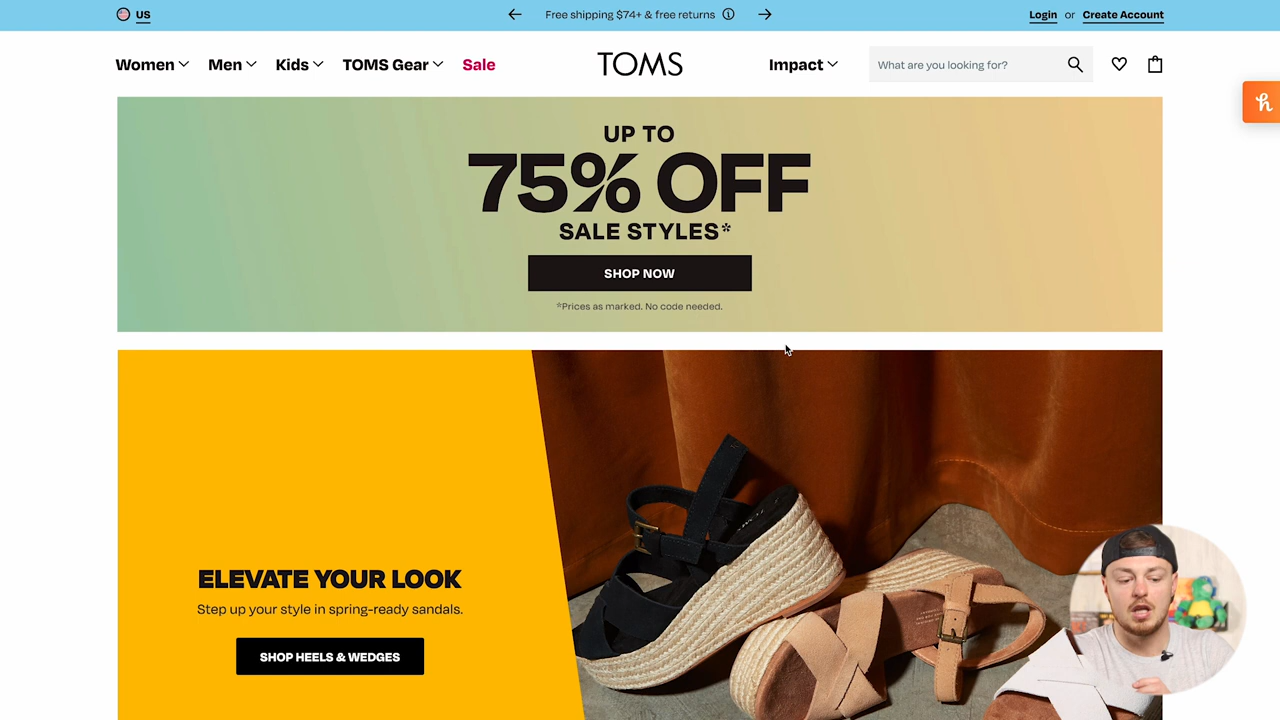 US
Free shipping $74+ & free returns
Login or Create Account
Women Men Kids TOMS Gear Sale
TOMS
Impact
What are you looking for?
UP TO
75% OFF
SALE STYLES*
SHOP NOW
*Prices as marked. No code needed.
ELEVATE YOUR LOOK
Step up your style in spring-ready sandals.
SHOP HEELS & WEDGES